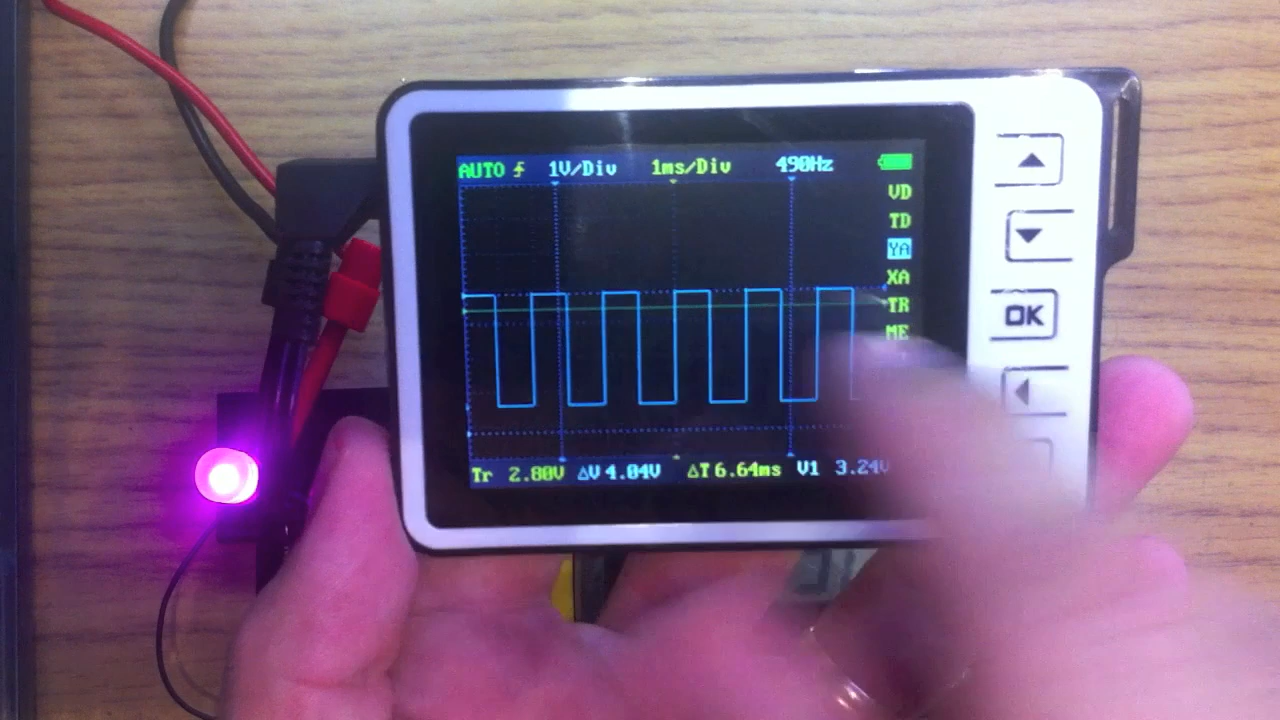 AUTO 1V/Div 1ms/Div 490Hz
VD
TD
YA
XA
TR
ME
OK
Tr 2.80V ΔV 4.04V ΔT 6.64ms V1 3.24V